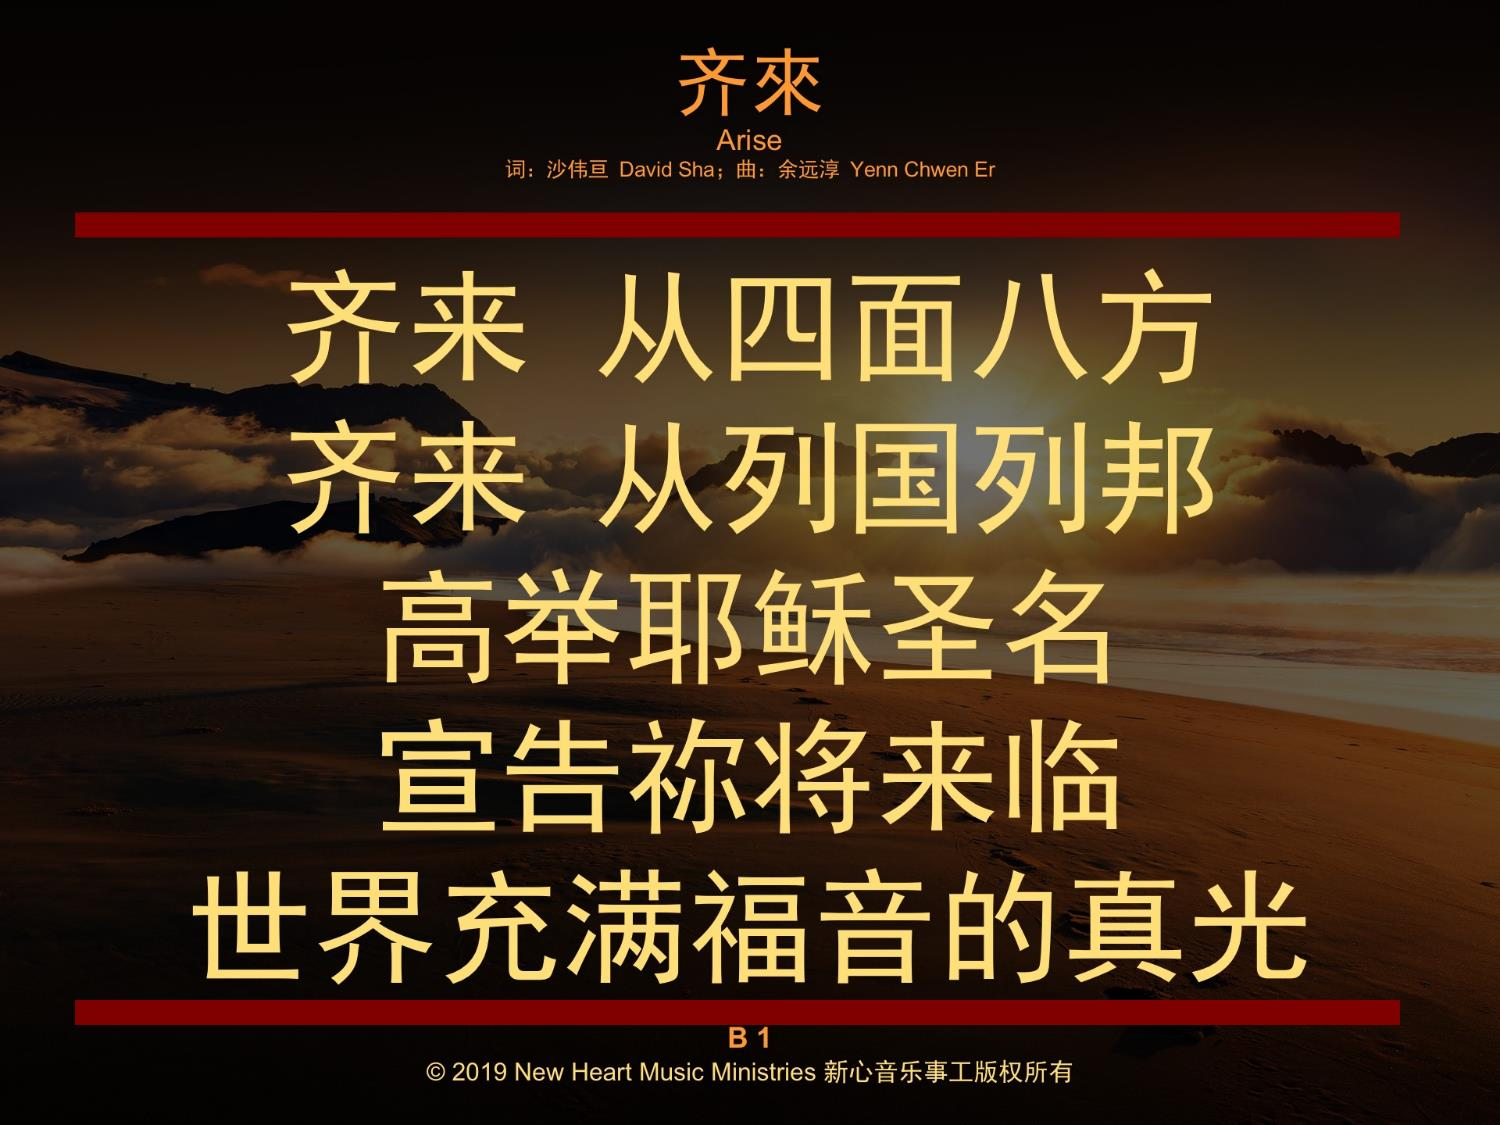 齐來
Arise
词：沙伟亘 David Sha；曲：余远淳 Yenn Chwen Er
齐来 从四面八方
齐来 从列国列邦
高举耶稣圣名
宣告祢将来临
世界充满福音的真光
B 1
© 2019 New Heart Music Ministries 新心音乐事工版权所有